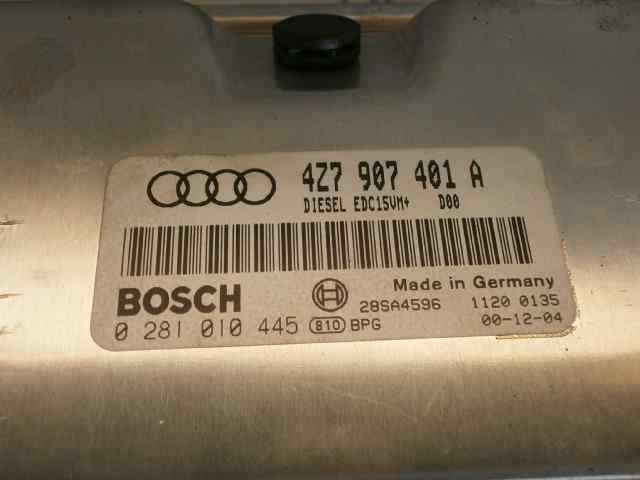 4Z7 907 401 A
DIESEL EDC15VM+ D00
BOSCH
Made in Germany
28SA4596 1120 0135
0 281 010 445 810 BPG 00-12-04